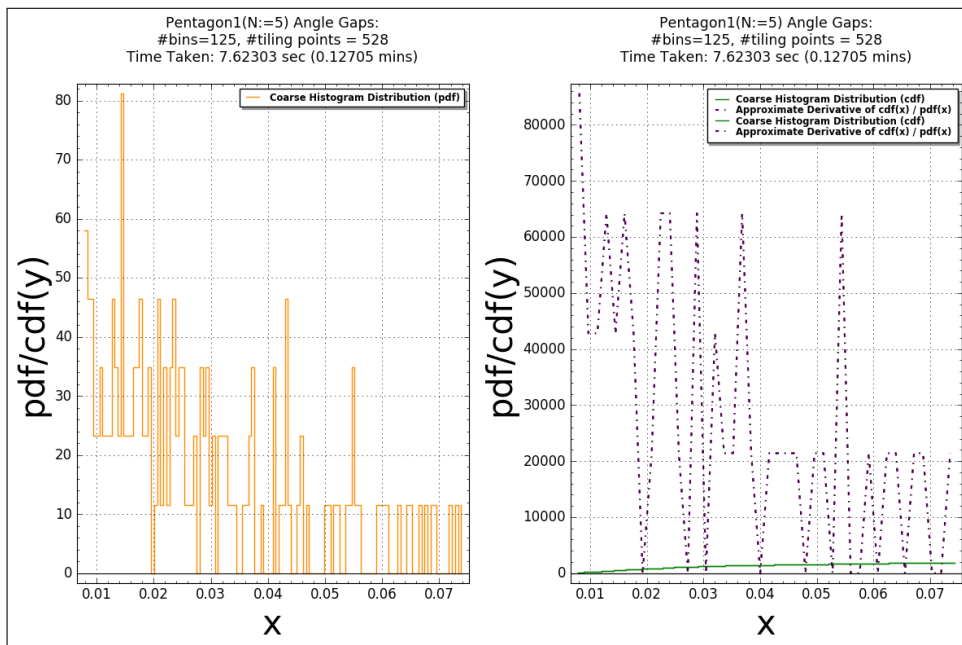 Pentagon1(N:=5) Angle Gaps:
#bins=125, #tiling points = 528
Time Taken: 7.62303 sec (0.12705 mins)
Coarse Histogram Distribution (pdf)
80
70
60
50
40
30
20
10
0
pdf/cdf(y)
0.01 0.02 0.03 0.04 0.05 0.06 0.07
x
Pentagon1(N:=5) Angle Gaps:
#bins=125, #tiling points = 528
Time Taken: 7.62303 sec (0.12705 mins)
Coarse Histogram Distribution (cdf)
Approximate Derivative of cdf(x) / pdf(x)
Coarse Histogram Distribution (cdf)
Approximate Derivative of cdf(x) / pdf(x)
80000
70000
60000
50000
40000
30000
20000
10000
0
pdf/cdf(y)
0.01 0.02 0.03 0.04 0.05 0.06 0.07
x